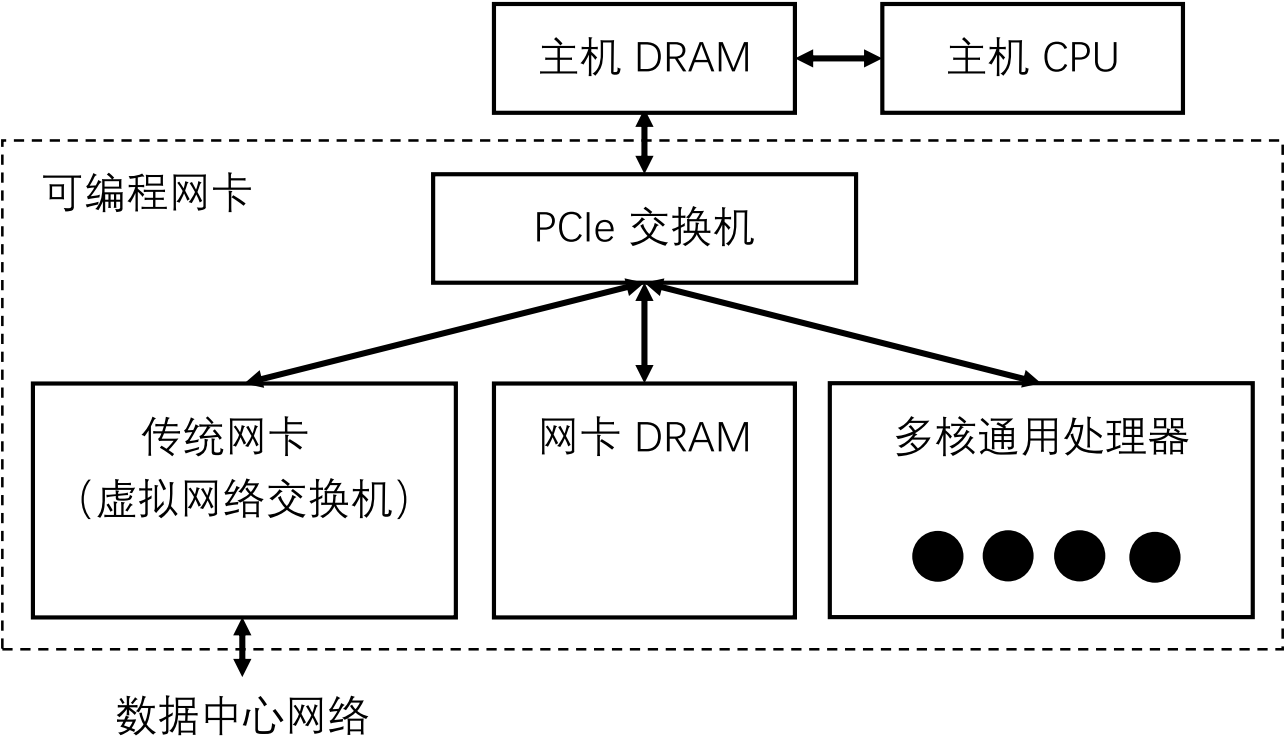 主机 DRAM
主机 CPU
可编程网卡
PCIe 交换机
传统网卡
（虚拟网络交换机）
网卡 DRAM
多核通用处理器
数据中心网络